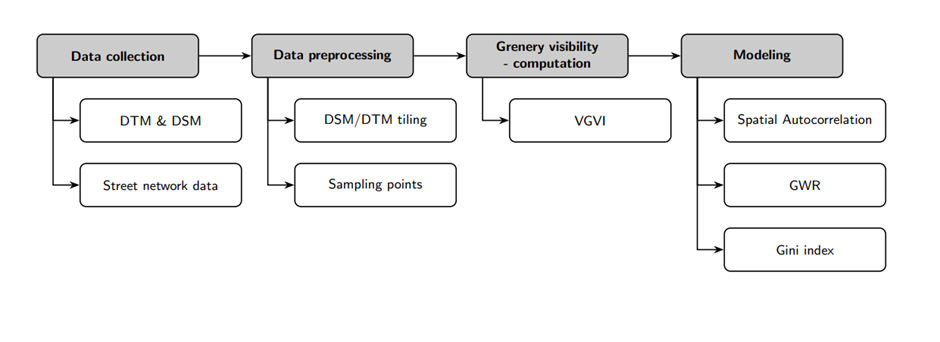 Data collection
Data preprocessing
Grenery visibility
- computation
Modeling
DTM & DSM
DSM/DTM tiling
VGVI
Spatial Autocorrelation
Street network data
Sampling points
GWR
Gini index